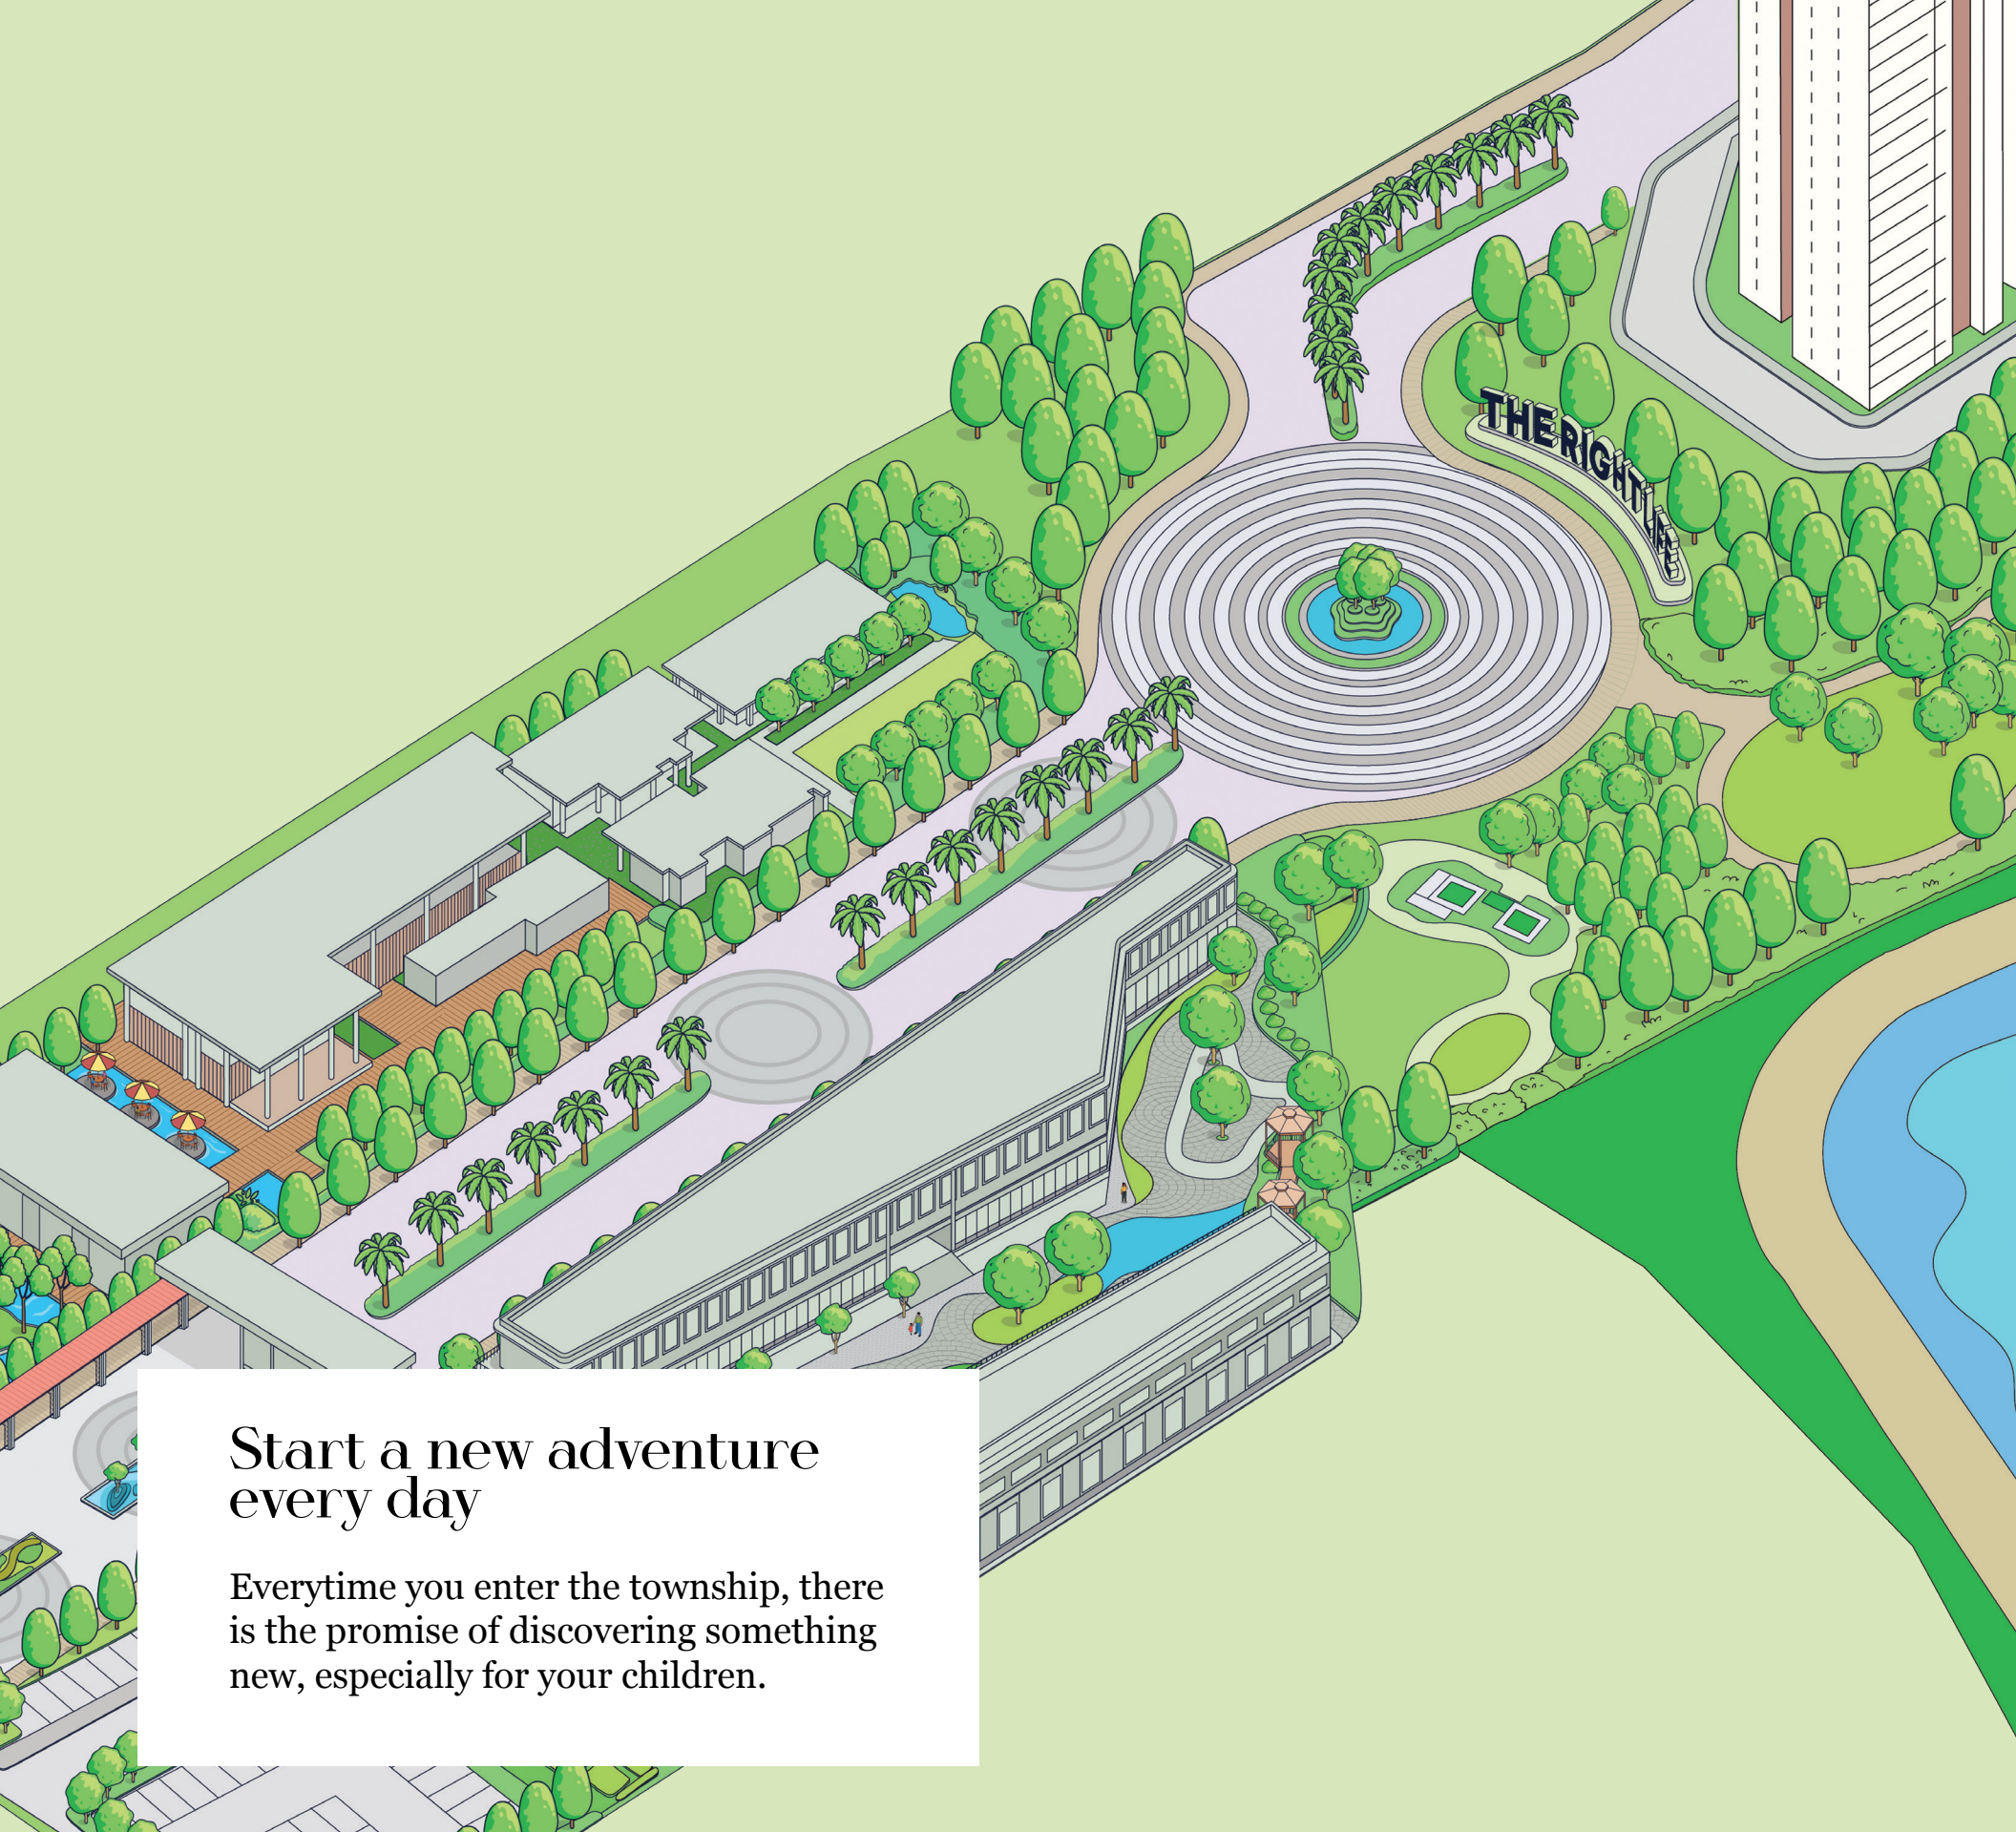 THE RIGHT LIFE
Start a new adventure
every day
Everytime you enter the township, there
is the promise of discovering something
new, especially for your children.